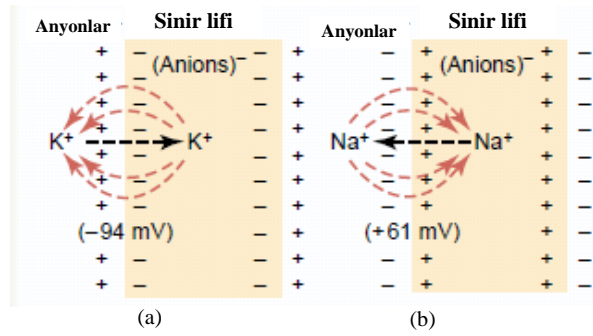 Anyonlar Sinir lifi
(Anions)⁻
K⁺ K⁺
(−94 mV)
(a)
Anyonlar Sinir lifi
(Anions)⁻
Na⁺ Na⁺
(+61 mV)
(b)